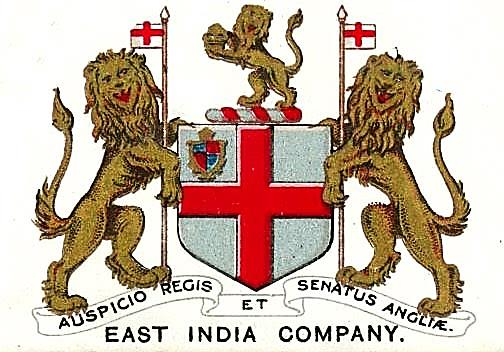 AUSPICIO REGIS ET SENATUS ANGLIÆ.
EAST INDIA COMPANY.